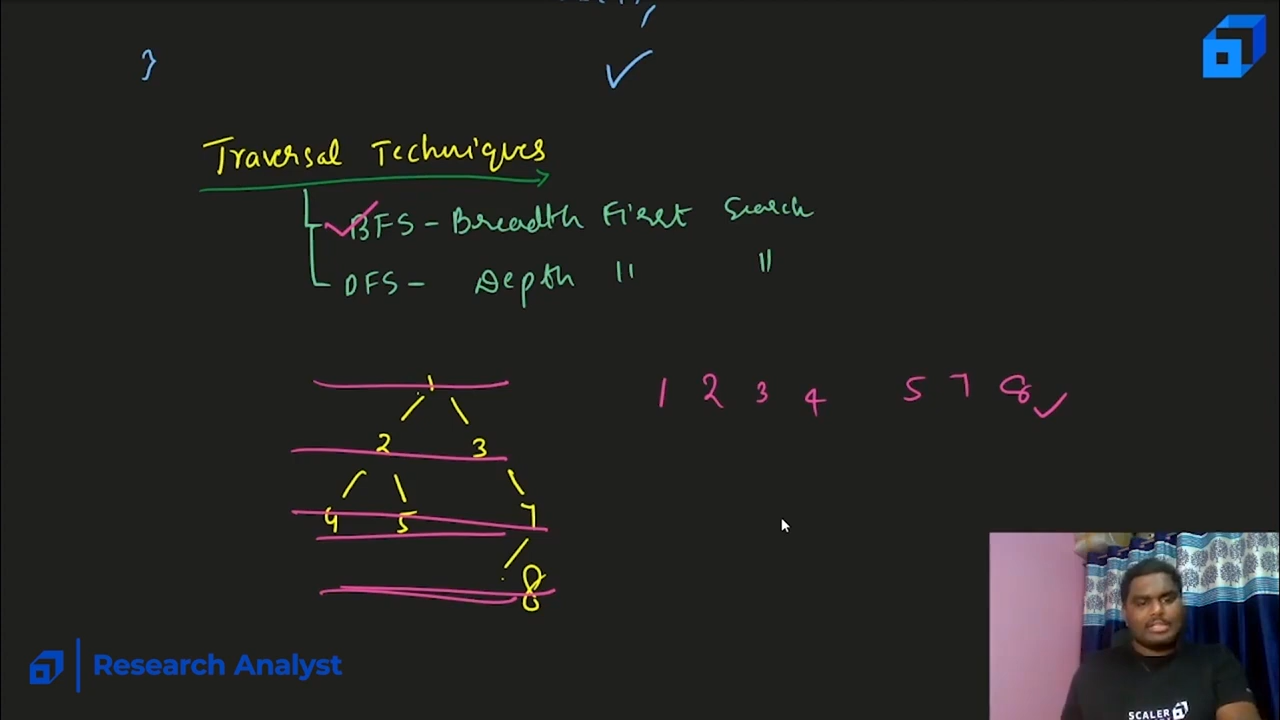 }
Traversal Techniques
BFS - Breadth First Search
DFS - Depth " "
1
1 2 3 4 5 7 8
2 3
4 5 7
8
Research Analyst
SCALER